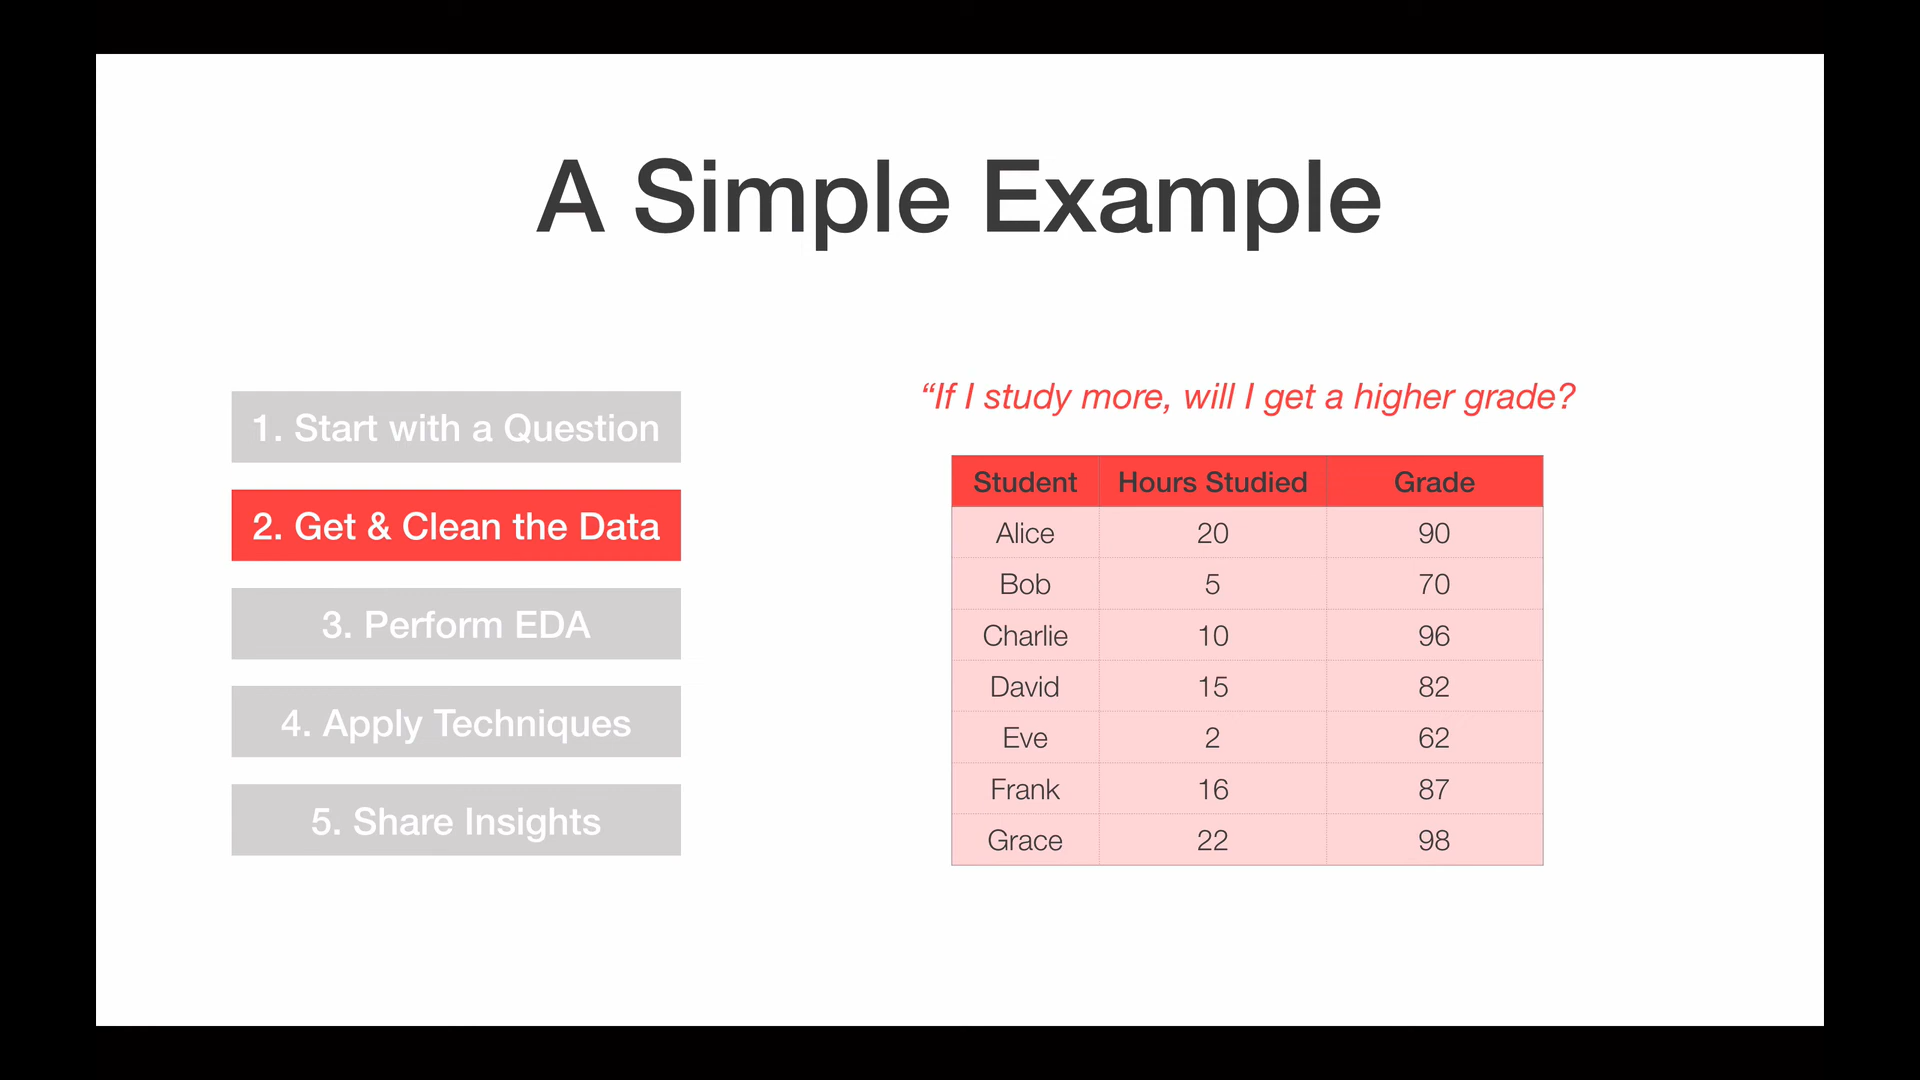 A Simple Example
1. Start with a Question
2. Get & Clean the Data
3. Perform EDA
4. Apply Techniques
5. Share Insights
“If I study more, will I get a higher grade?
Student Hours Studied Grade
Alice 20 90
Bob 5 70
Charlie 10 96
David 15 82
Eve 2 62
Frank 16 87
Grace 22 98